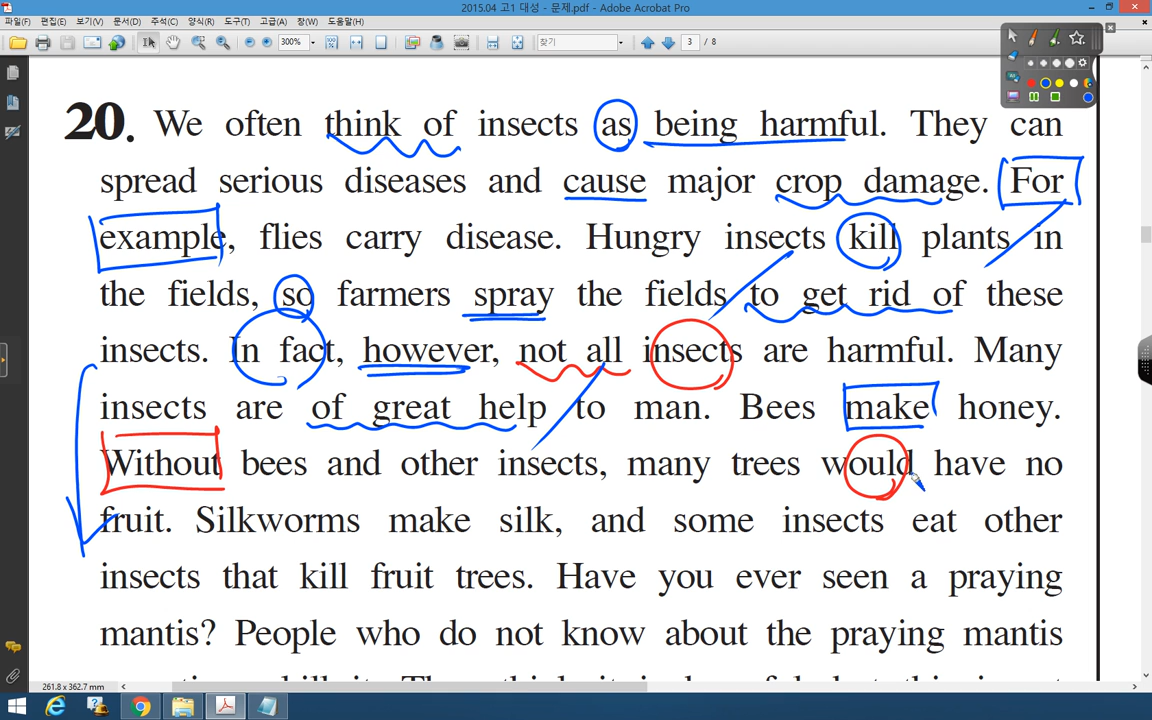 2015.04 고1 대성 - 문제.pdf - Adobe Acrobat Pro
파일(F) 편집(E) 보기(V) 문서(D) 주석(C) 양식(R) 도구(T) 고급(A) 창(W) 도움말(H)
300% 찾기 3 / 8
20. We often think of insects as being harmful. They can
spread serious diseases and cause major crop damage. For
example, flies carry disease. Hungry insects kill plants in
the fields, so farmers spray the fields to get rid of these
insects. In fact, however, not all insects are harmful. Many
insects are of great help to man. Bees make honey.
Without bees and other insects, many trees would have no
fruit. Silkworms make silk, and some insects eat other
insects that kill fruit trees. Have you ever seen a praying
mantis? People who do not know about the praying mantis
261.8 x 362.7 mm